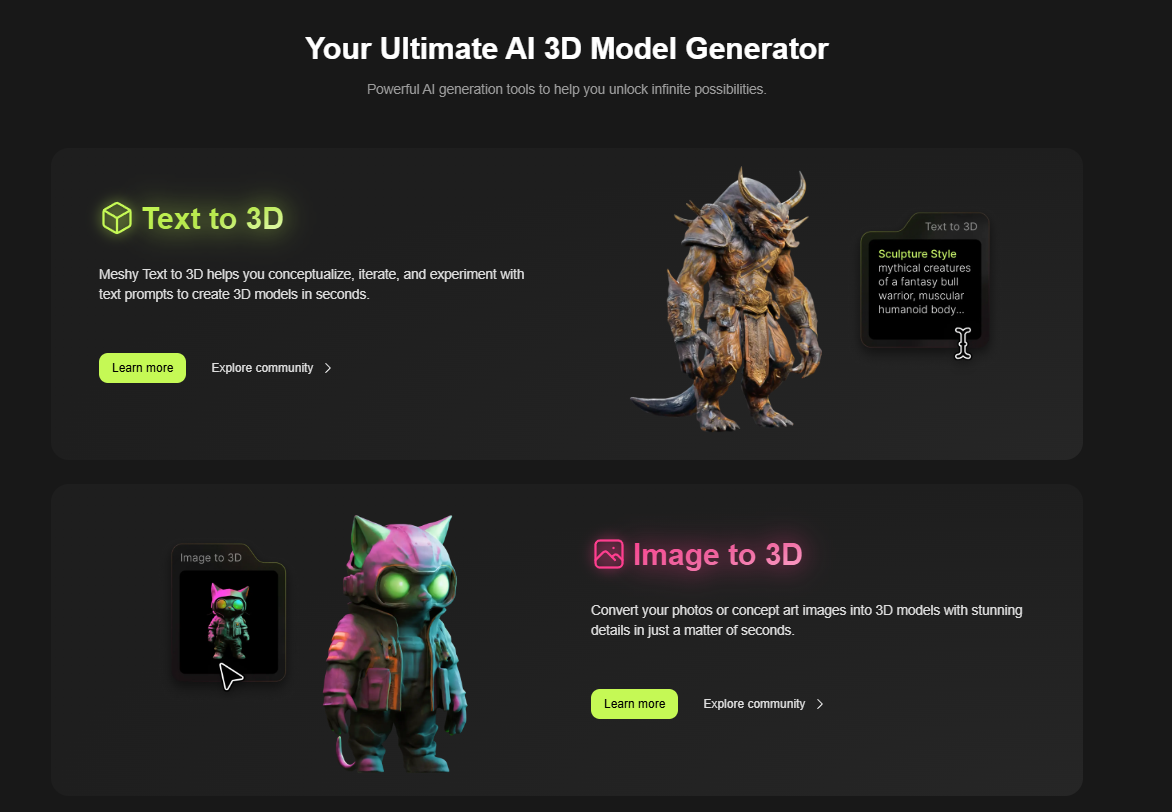 Your Ultimate AI 3D Model Generator
Powerful AI generation tools to help you unlock infinite possibilities.
Text to 3D
Meshy Text to 3D helps you conceptualize, iterate, and experiment with
text prompts to create 3D models in seconds.
Learn more
Explore community
Text to 3D
Sculpture Style
mythical creatures
of a fantasy bull
warrior, muscular
humanoid body...
Image to 3D
Image to 3D
Convert your photos or concept art images into 3D models with stunning
details in just a matter of seconds.
Learn more
Explore community